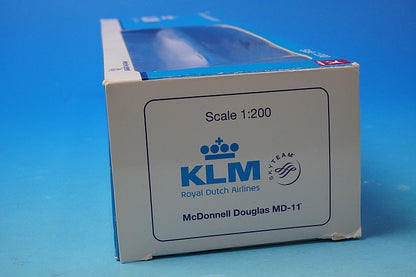 Scale 1:200
KLM
Royal Dutch Airlines
SKYTEAM
McDonnell Douglas MD-11